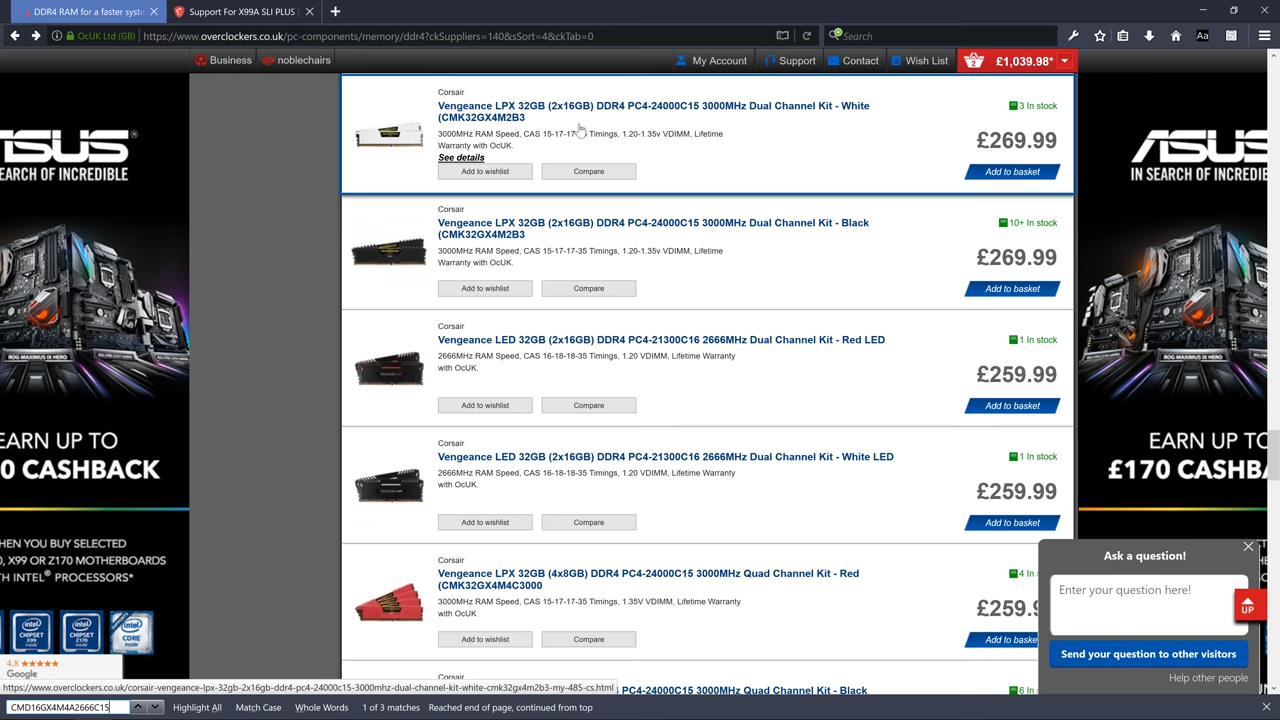 DDR4 RAM for a faster syste
Support For X99A SLI PLUS
OcUK Ltd (GB)
https://www.overclockers.co.uk/pc-components/memory/ddr4?ckSuppliers=140&sSort=4&ckTab=0
Search
Business
noblechairs
My Account
Support
Contact
Wish List
2
£1,039.98*
Corsair
Vengeance LPX 32GB (2x16GB) DDR4 PC4-24000C15 3000MHz Dual Channel Kit - White
(CMK32GX4M2B3
3000MHz RAM Speed, CAS 15-17-17- Timings, 1.20-1.35v VDIMM, Lifetime
Warranty with OcUK.
See details
Add to wishlist
Compare
3 In stock
£269.99
Add to basket
Corsair
Vengeance LPX 32GB (2x16GB) DDR4 PC4-24000C15 3000MHz Dual Channel Kit - Black
(CMK32GX4M2B3
3000MHz RAM Speed, CAS 15-17-17-35 Timings, 1.20-1.35v VDIMM, Lifetime
Warranty with OcUK.
Add to wishlist
Compare
10+ In stock
£269.99
Add to basket
Corsair
Vengeance LED 32GB (2x16GB) DDR4 PC4-21300C16 2666MHz Dual Channel Kit - Red LED
2666MHz RAM Speed, CAS 16-18-18-35 Timings, 1.20 VDIMM, Lifetime Warranty
with OcUK.
Add to wishlist
Compare
1 In stock
£259.99
Add to basket
Corsair
Vengeance LED 32GB (2x16GB) DDR4 PC4-21300C16 2666MHz Dual Channel Kit - White LED
2666MHz RAM Speed, CAS 16-18-18-35 Timings, 1.20 VDIMM, Lifetime Warranty
with OcUK.
Add to wishlist
Compare
1 In stock
£259.99
Add to basket
Corsair
Vengeance LPX 32GB (4x8GB) DDR4 PC4-24000C15 3000MHz Quad Channel Kit - Red
(CMK32GX4M4C3000
3000MHz RAM Speed, CAS 15-17-17-35 Timings, 1.35V VDIMM, Lifetime Warranty
with OcUK
Add to wishlist
Compare
4 In s
£259.9
Add to baske
Corsair
PC4-24000C15 3000MHz Quad Channel Kit - Black
6 In
ASUS
SEARCH OF INCREDIBLE
EARN UP TO
0 CASHBACK
HEN YOU BUY SELECTED
0, X99 OR Z170 MOTHERBOARDS
TH INTEL® PROCESSORS*
CHIPSET
X99
inside
CHIPSET
Z170
inside
CORE
inside
4.8
Google
ASUS
IN SEARCH OF INCREDIB
EARN UP TO
£170 CASHBA
Ask a question!
Enter your question here!
Send your question to other visitors
Help other people
UP
https://www.overclockers.co.uk/corsair-vengeance-lpx-32gb-2x16gb-ddr4-pc4-24000c15-3000mhz-dual-channel-kit-white-cmk32gx4m2b3-my-485-cs.html
CMD16GX4M4A2666C15
Highlight All
Match Case
Whole Words
1 of 3 matches
Reached end of page, continued from top